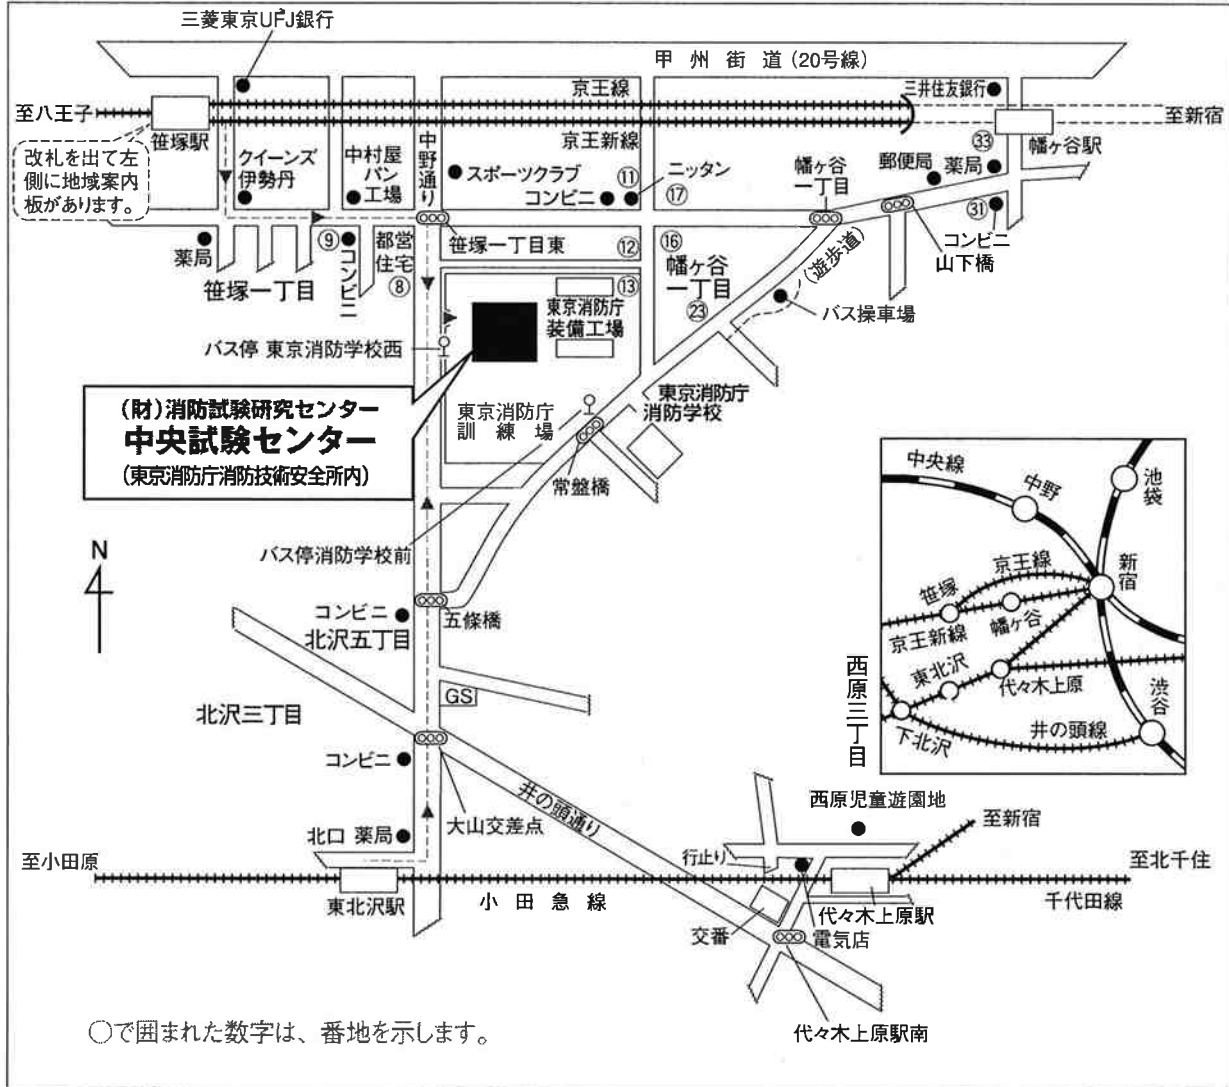 三菱東京UFJ銀行
甲州街道(20号線)
京王線
三井住友銀行
至八王子
至新宿
笹塚駅
京王新線
㉝
幡ヶ谷駅
改札を出て左
側に地域案内
板があります。
クイーンズ
伊勢丹
中村屋
パン
工場
中野通り
スポーツクラブ
⑪
コンビニ
ニッタン
⑰
幡ヶ谷
一丁目
郵便局
薬局
㉛
コンビニ
山下橋
薬局
笹塚一丁目
⑨
コンビニ
都営
住宅
⑧
笹塚一丁目東
⑫
⑯
幡ヶ谷
一丁目
㉓
(遊歩道)
バス操車場
⑬
東京消防庁
装備工場
バス停 東京消防学校西
(財)消防試験研究センター
中央試験センター
(東京消防庁消防技術安全所内)
東京消防庁
訓練場
東京消防庁
消防学校
常盤橋
バス停消防学校前
N
コンビニ
五條橋
北沢五丁目
GS
北沢三丁目
コンビニ
大山交差点
井の頭通り
北口 薬局
至小田原
東北沢駅
小田急線
西原三丁目
西原児童遊園地
至新宿
行止り
至北千住
千代田線
代々木上原駅
交番
電気店
代々木上原駅南
中央線
中野
池袋
新宿
京王線
笹塚
幡ヶ谷
京王新線
東北沢
代々木上原
下北沢
井の頭線
渋谷
○で囲まれた数字は、番地を示します。